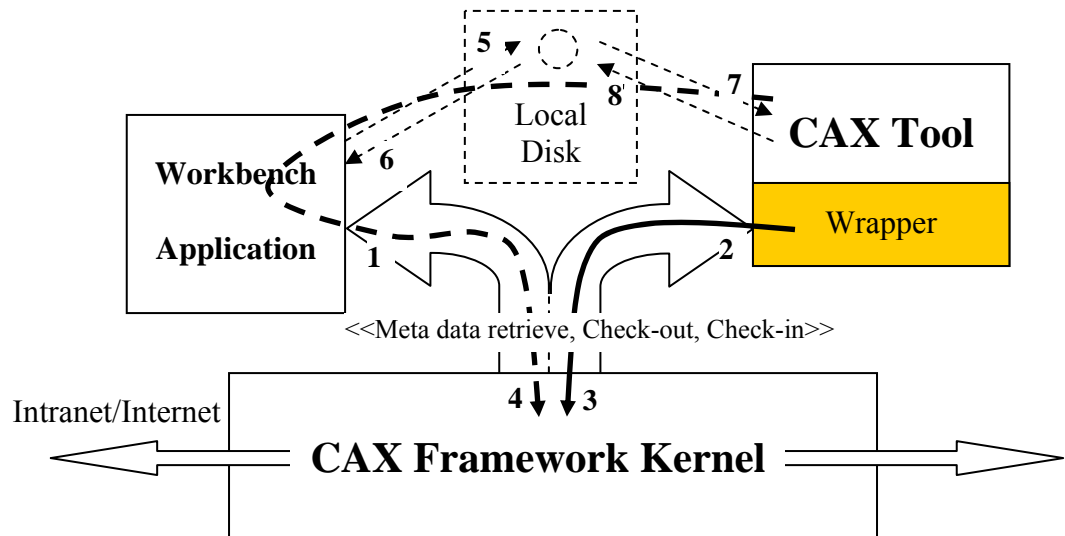 5
7
8
Local
Disk
CAX Tool
6
Workbench
Application
Wrapper
1
2
<<Meta data retrieve, Check-out, Check-in>>
4
3
Intranet/Internet
CAX Framework Kernel